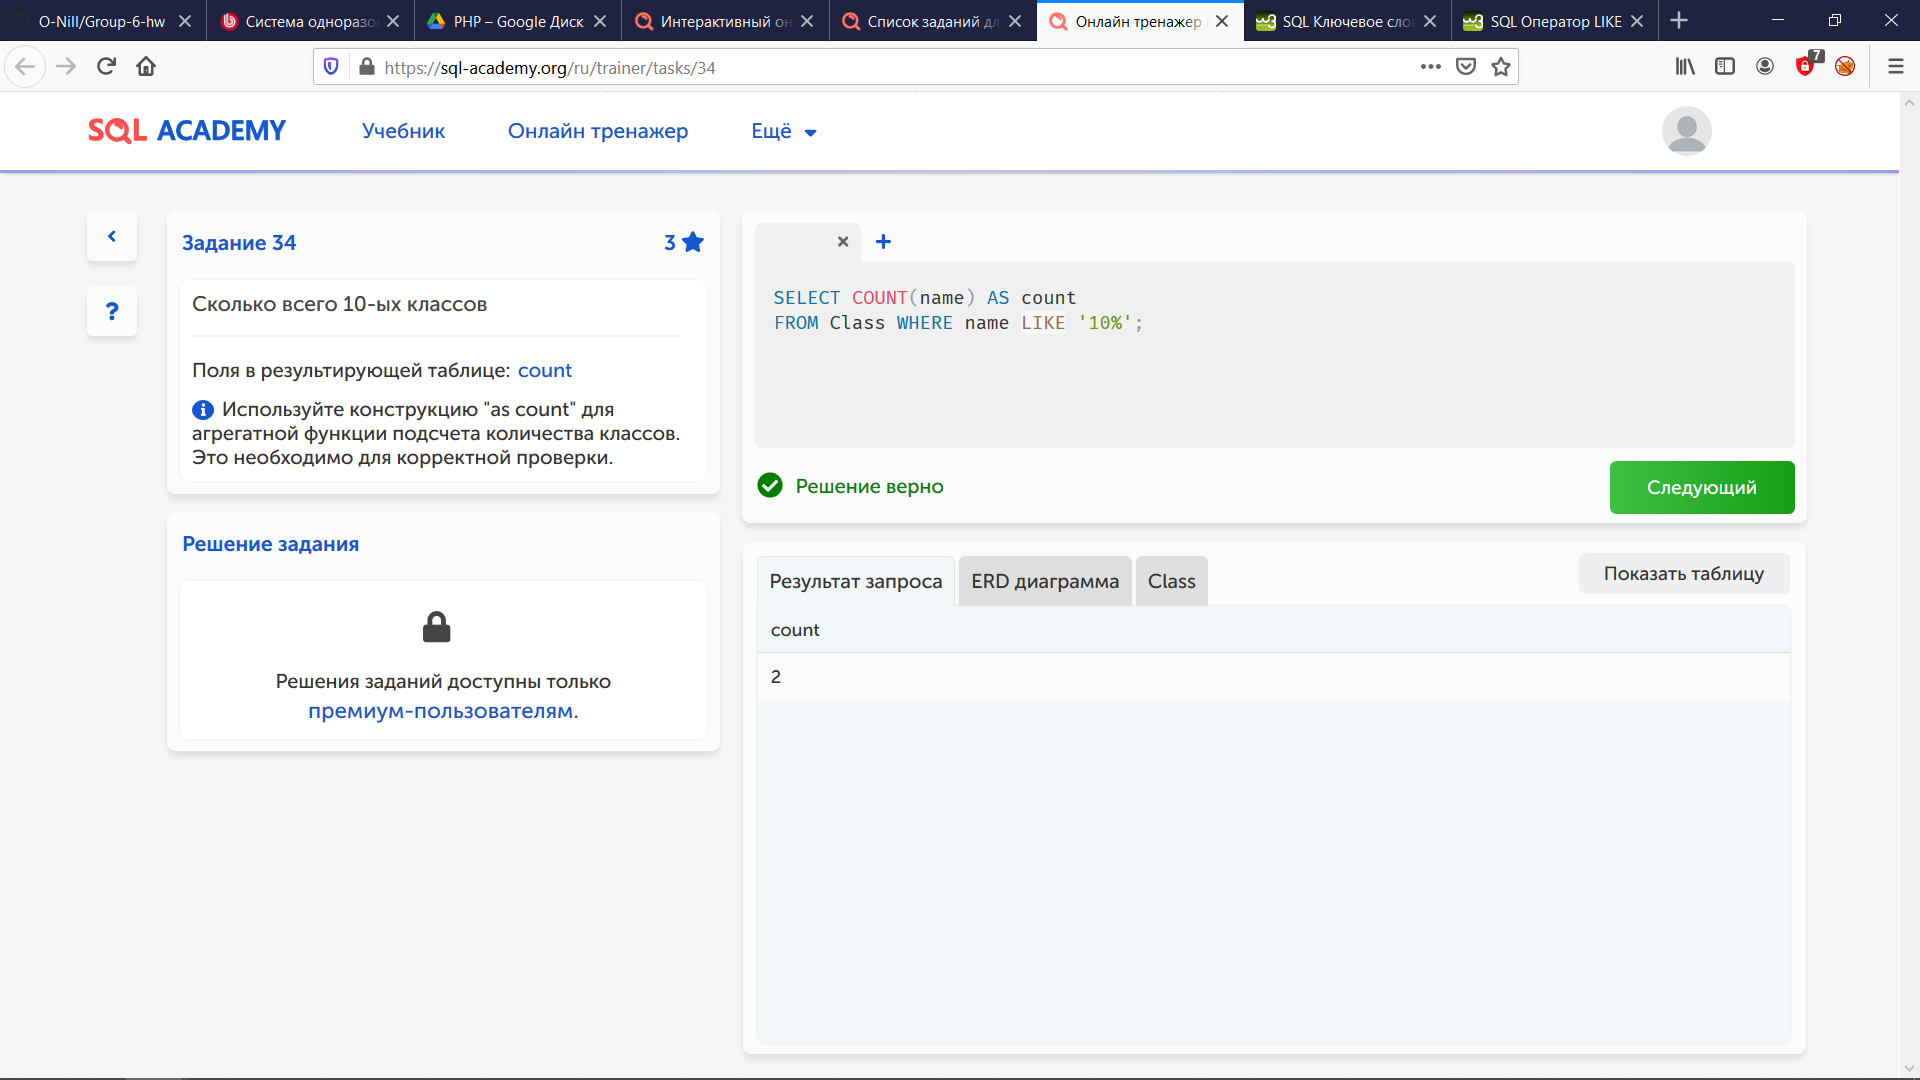 O-Nill/Group-6-hw
Система одноразо
PHP – Google Диск
Интерактивный он
Список заданий дл
Онлайн тренажер
SQL Ключевое сло
SQL Оператор LIKE
https://sql-academy.org/ru/trainer/tasks/34
7
SQL ACADEMY
Учебник
Онлайн тренажер
Ещё
Задание 34
3
Сколько всего 10-ых классов
Поля в результирующей таблице: count
Используйте конструкцию "as count" для
агрегатной функции подсчета количества классов.
Это необходимо для корректной проверки.
Решение задания
Решения заданий доступны только
премиум-пользователям.
SELECT COUNT(name) AS count
FROM Class WHERE name LIKE '10%';
Решение верно
Следующий
Результат запроса
ERD диаграмма
Class
Показать таблицу
count
2